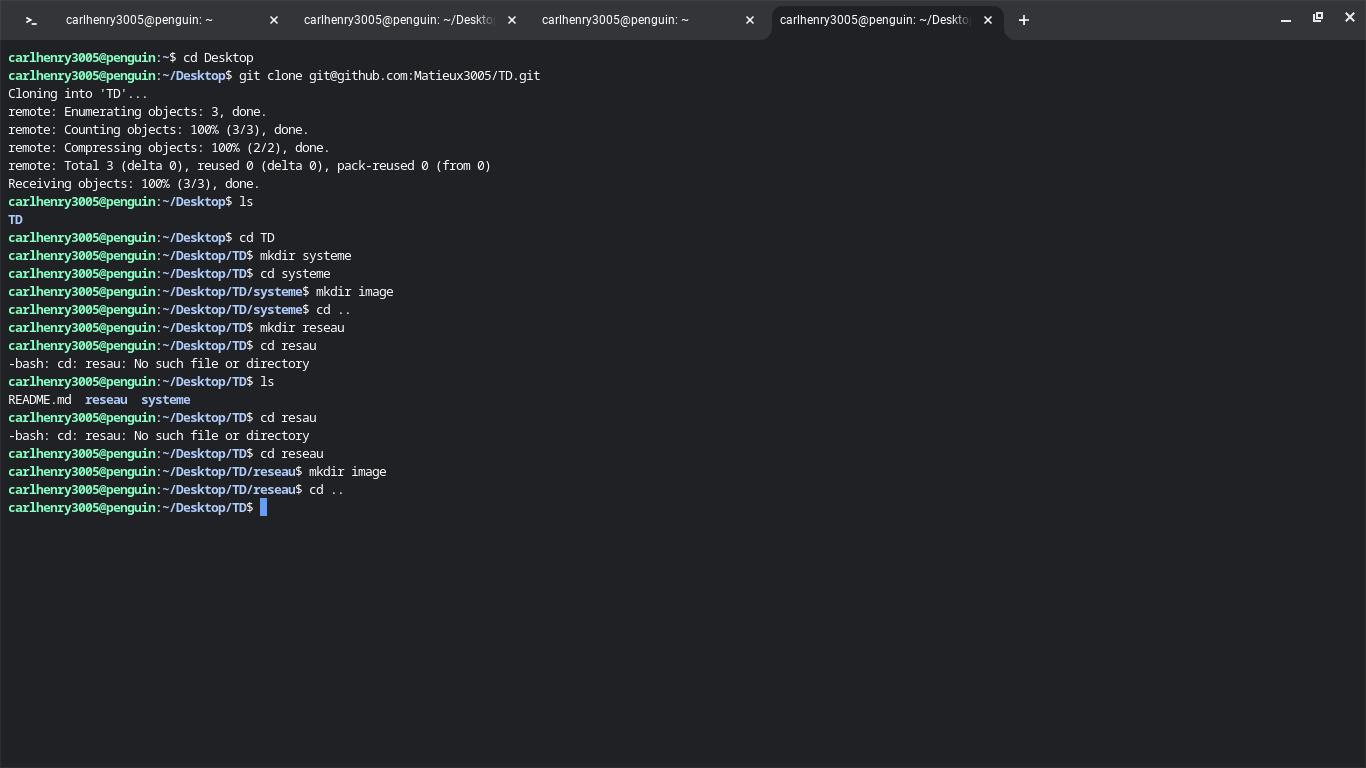 carlhenry3005@penguin: ~
carlhenry3005@penguin: ~/Deskto
carlhenry3005@penguin: ~
carlhenry3005@penguin: ~/Deskto
carlhenry3005@penguin:~$ cd Desktop
carlhenry3005@penguin:~/Desktop$ git clone git@github.com:Matieux3005/TD.git
Cloning into 'TD'...
remote: Enumerating objects: 3, done.
remote: Counting objects: 100% (3/3), done.
remote: Compressing objects: 100% (2/2), done.
remote: Total 3 (delta 0), reused 0 (delta 0), pack-reused 0 (from 0)
Receiving objects: 100% (3/3), done.
carlhenry3005@penguin:~/Desktop$ ls
TD
carlhenry3005@penguin:~/Desktop$ cd TD
carlhenry3005@penguin:~/Desktop/TD$ mkdir systeme
carlhenry3005@penguin:~/Desktop/TD$ cd systeme
carlhenry3005@penguin:~/Desktop/TD/systeme$ mkdir image
carlhenry3005@penguin:~/Desktop/TD/systeme$ cd ..
carlhenry3005@penguin:~/Desktop/TD$ mkdir reseau
carlhenry3005@penguin:~/Desktop/TD$ cd resau
-bash: cd: resau: No such file or directory
carlhenry3005@penguin:~/Desktop/TD$ ls
README.md  reseau  systeme
carlhenry3005@penguin:~/Desktop/TD$ cd resau
-bash: cd: resau: No such file or directory
carlhenry3005@penguin:~/Desktop/TD$ cd reseau
carlhenry3005@penguin:~/Desktop/TD/reseau$ mkdir image
carlhenry3005@penguin:~/Desktop/TD/reseau$ cd ..
carlhenry3005@penguin:~/Desktop/TD$